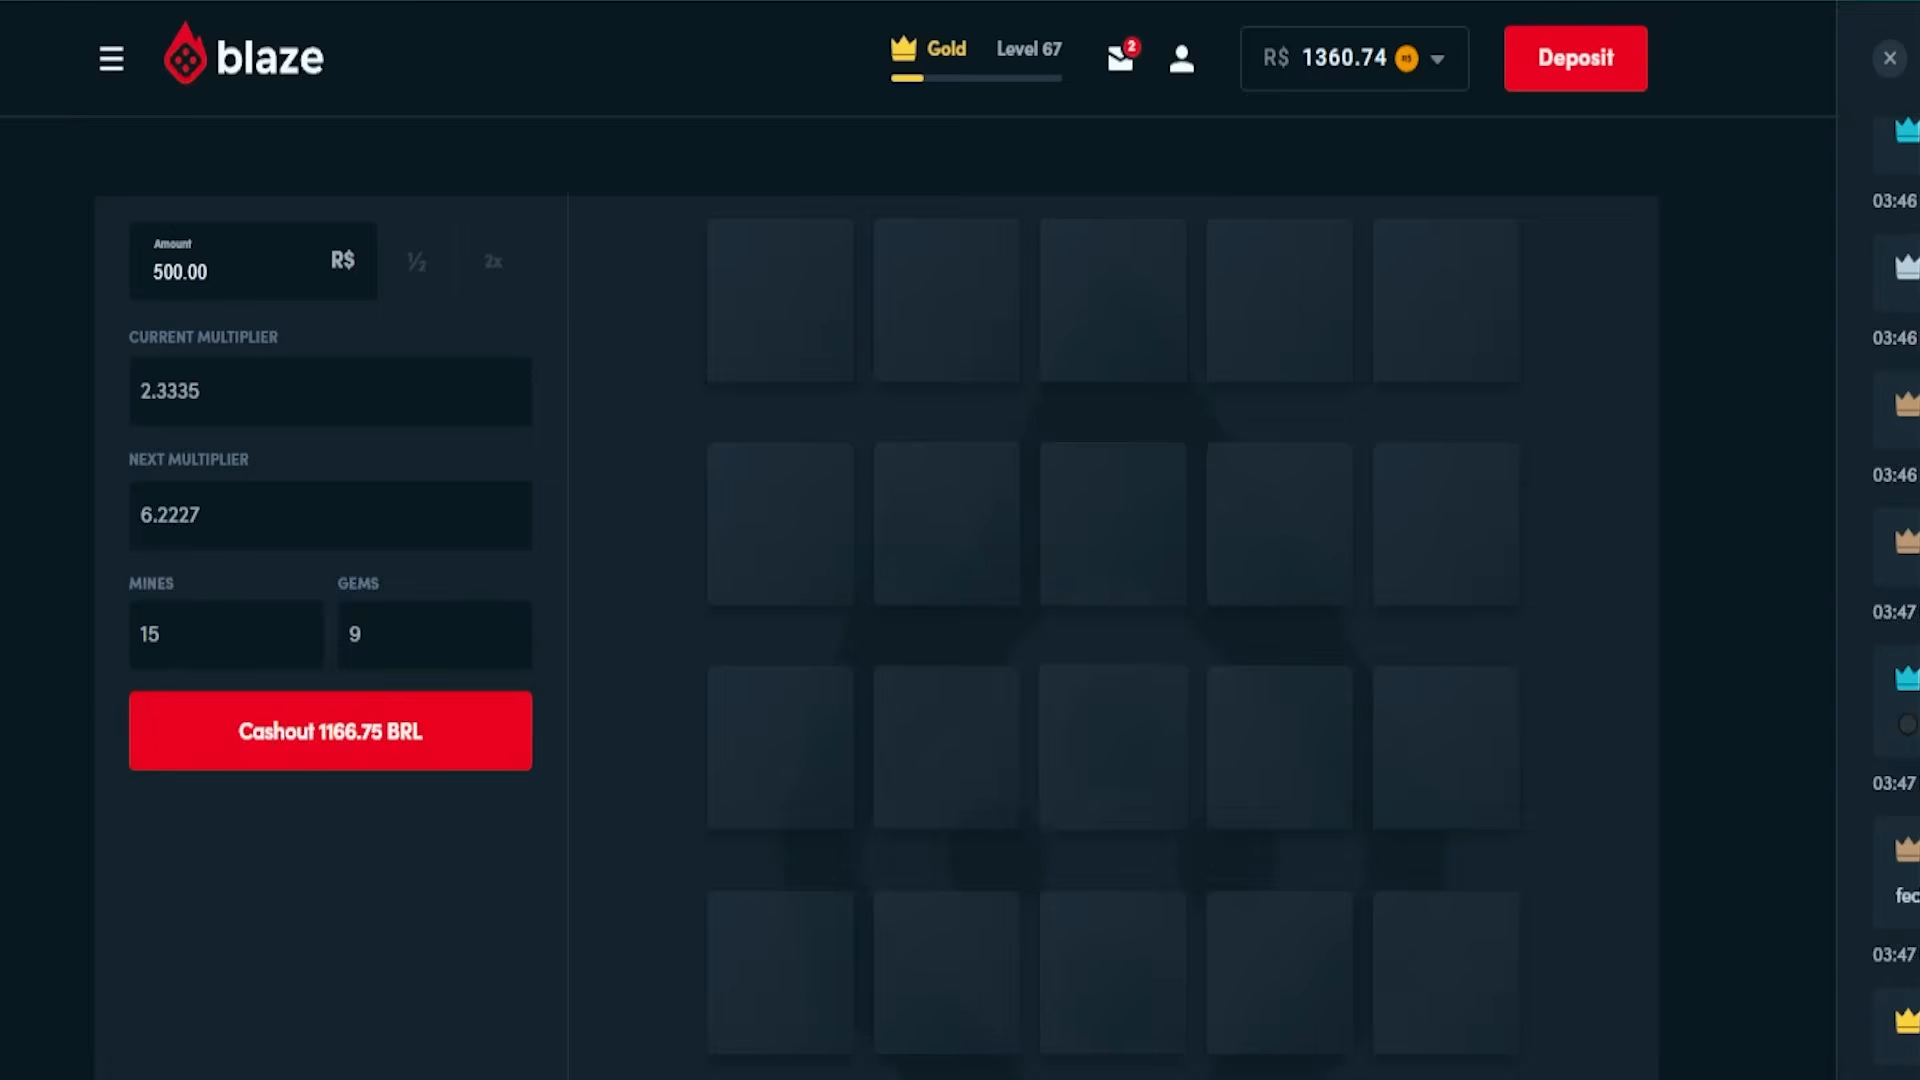 blaze
Gold Level 67
2
R$ 1360.74
Deposit
Amount
500.00
R$
½
2x
CURRENT MULTIPLIER
2.3335
NEXT MULTIPLIER
6.2227
MINES
GEMS
15
9
Cashout 1166.75 BRL
03:46
03:46
03:46
03:47
03:47
fec
03:47